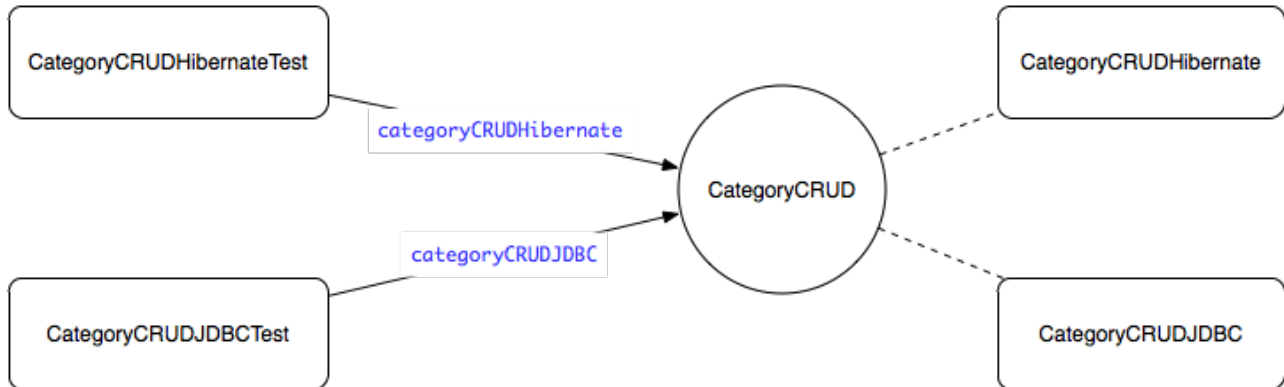 CategoryCRUDHibernateTest
CategoryCRUDHibernate
categoryCRUDHibernate
CategoryCRUD
categoryCRUDJDBC
CategoryCRUDJDBCTest
CategoryCRUDJDBC